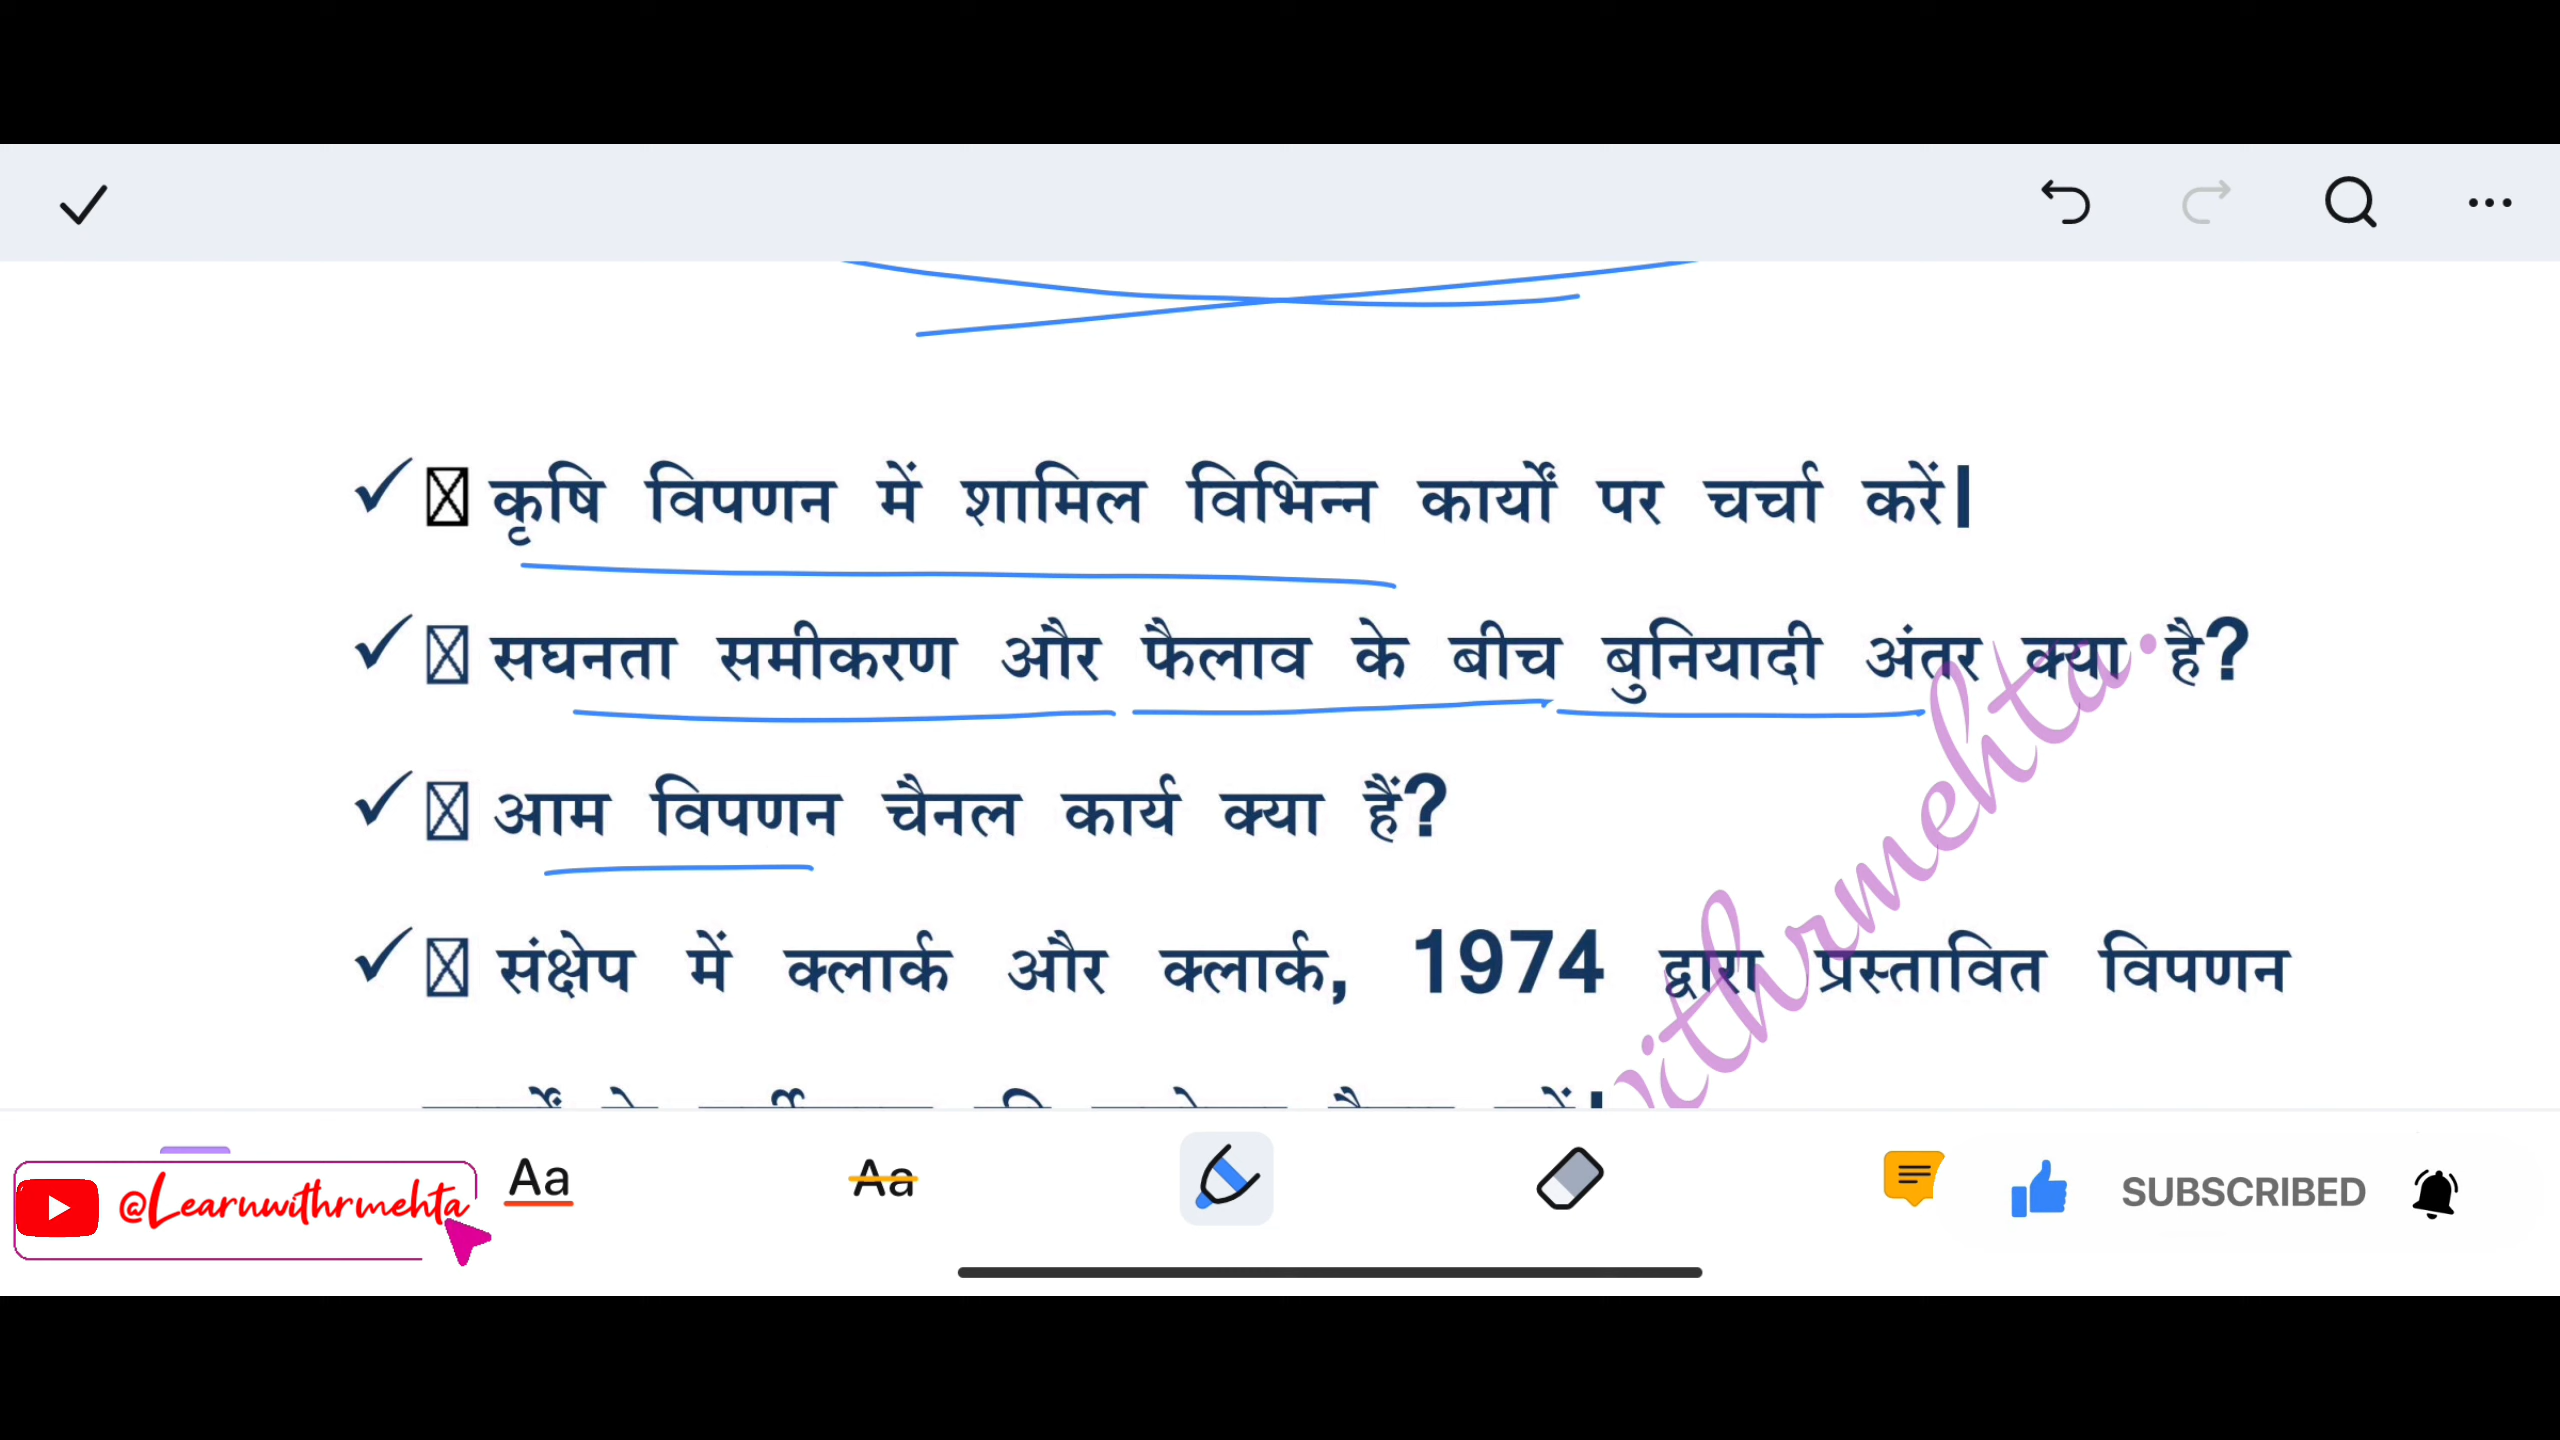 कृषि विपणन में शामिल विभिन्न कार्यों पर चर्चा करें|
सघनता समीकरण और फैलाव के बीच बुनियादी अंतर क्या है?
आम विपणन चैनल कार्य क्या हैं?
संक्षेप में क्लार्क और क्लार्क, 1974 द्वारा प्रस्तावित विपणन
ithrmehta.
@Learnwithrmehta
Aa
Aa
SUBSCRIBED